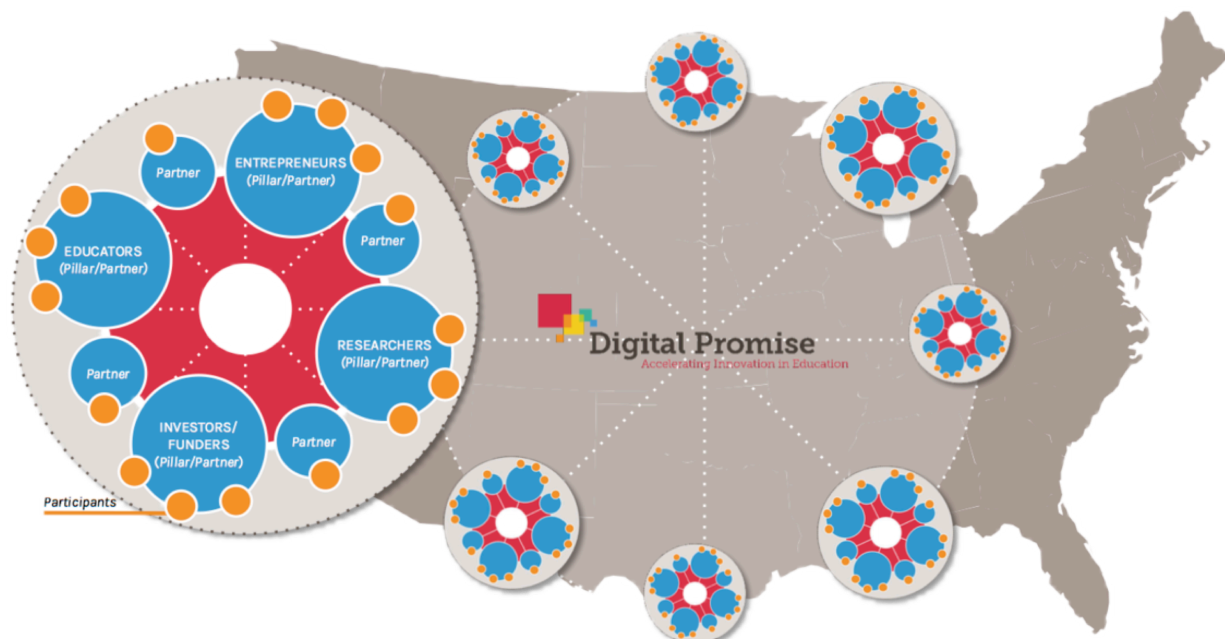 ENTREPRENEURS
(Pillar/Partner)
Partner
Partner
EDUCATORS
(Pillar/Partner)
RESEARCHERS
(Pillar/Partner)
Partner
INVESTORS/
FUNDERS
(Pillar/Partner)
Partner
Participants
Digital Promise
Accelerating Innovation in Education